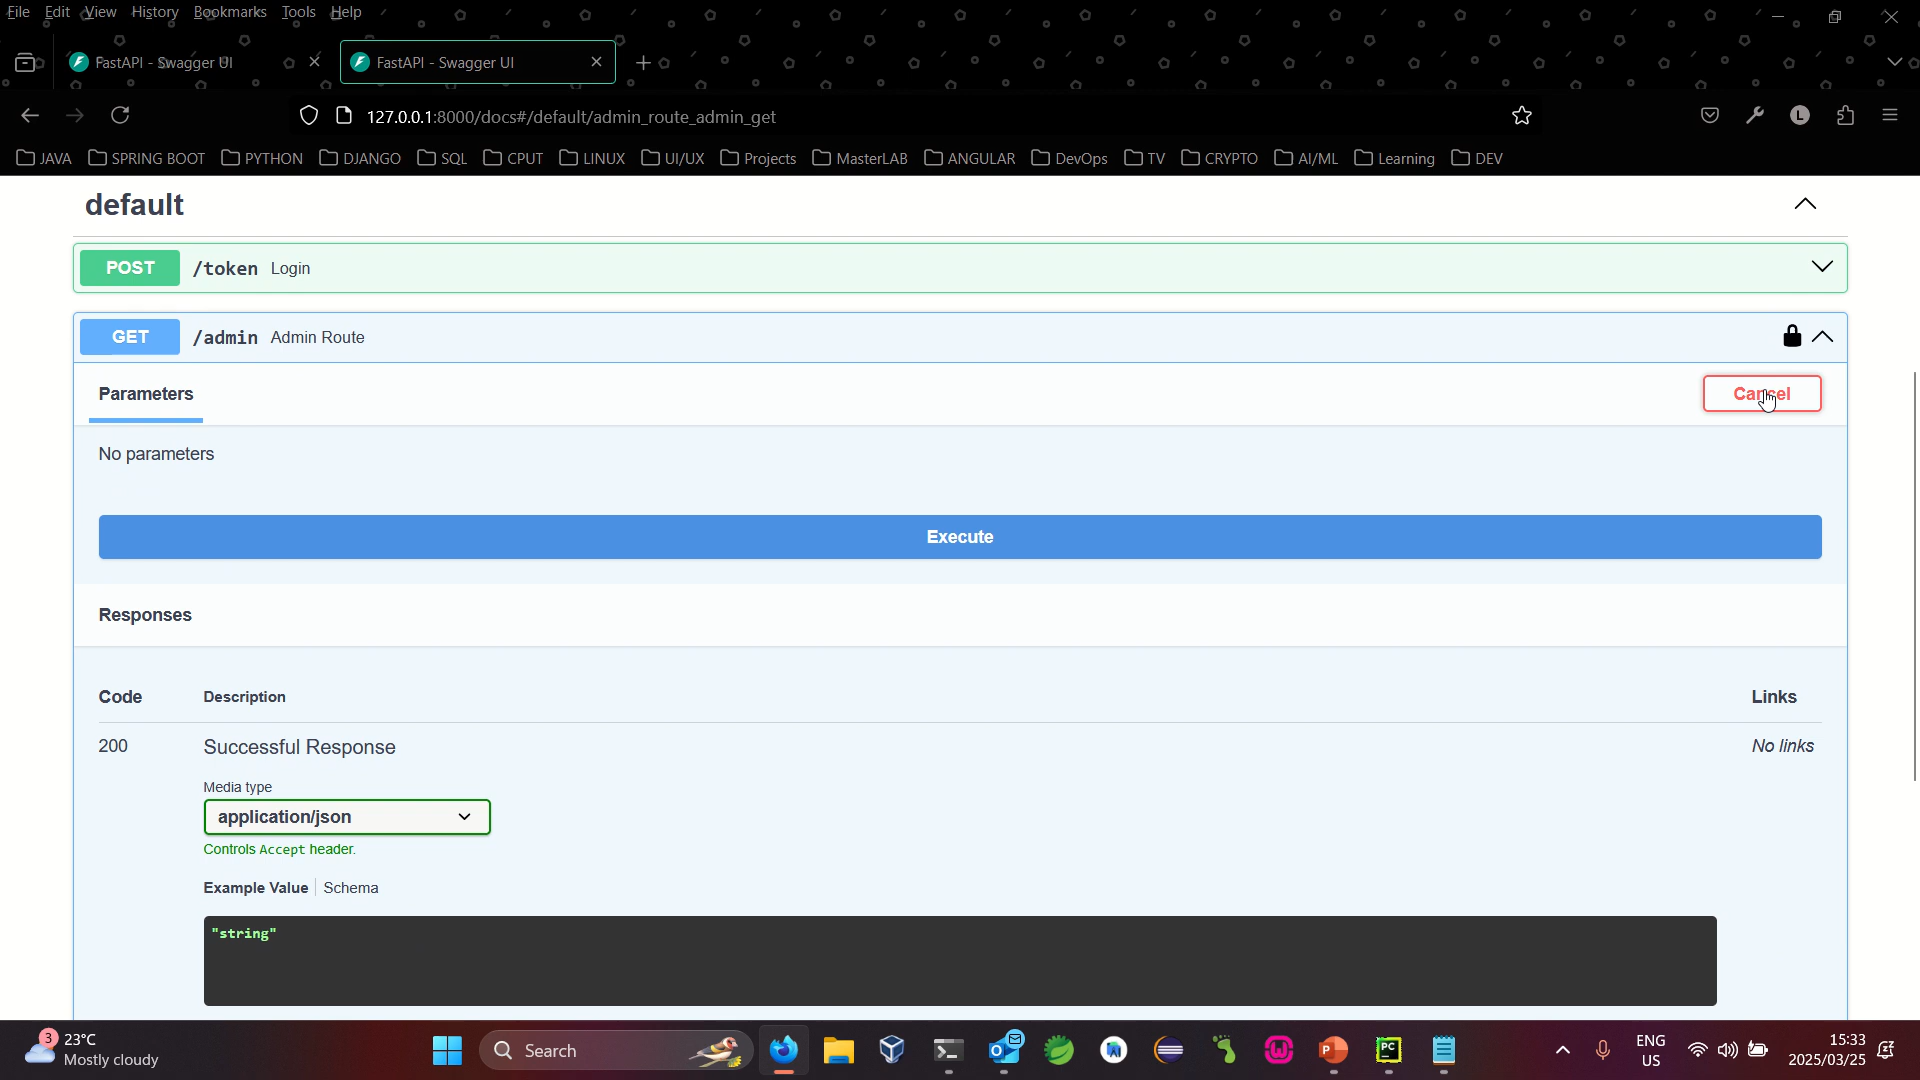 File Edit View History Bookmarks Tools Help
FastAPI - Swagger UI
FastAPI - Swagger UI
127.0.0.1:8000/docs#/default/admin_route_admin_get
L
JAVA SPRING BOOT PYTHON DJANGO SQL CPUT LINUX UI/UX Projects MasterLAB ANGULAR DevOps TV CRYPTO AI/ML Learning DEV
default
POST /token Login
GET /admin Admin Route
Parameters
Cancel
No parameters
Execute
Responses
Code Description Links
200 Successful Response No links
Media type
application/json
Controls Accept header.
Example Value Schema
"string"
3 23°C
Mostly cloudy
Search
PC
ENG
US
15:33
2025/03/25